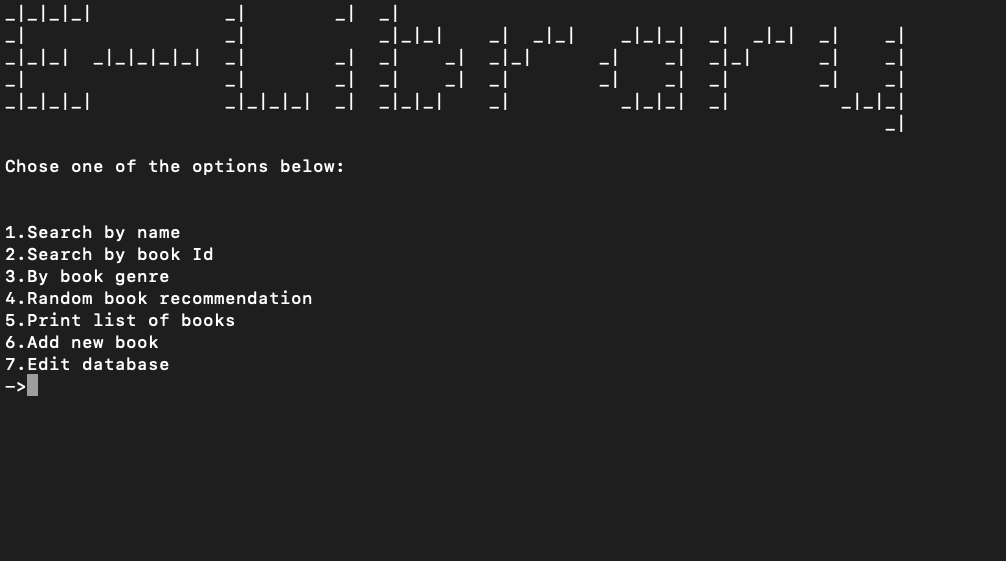 E-Library
Chose one of the options below:
1.Search by name
2.Search by book Id
3.By book genre
4.Random book recommendation
5.Print list of books
6.Add new book
7.Edit database
->